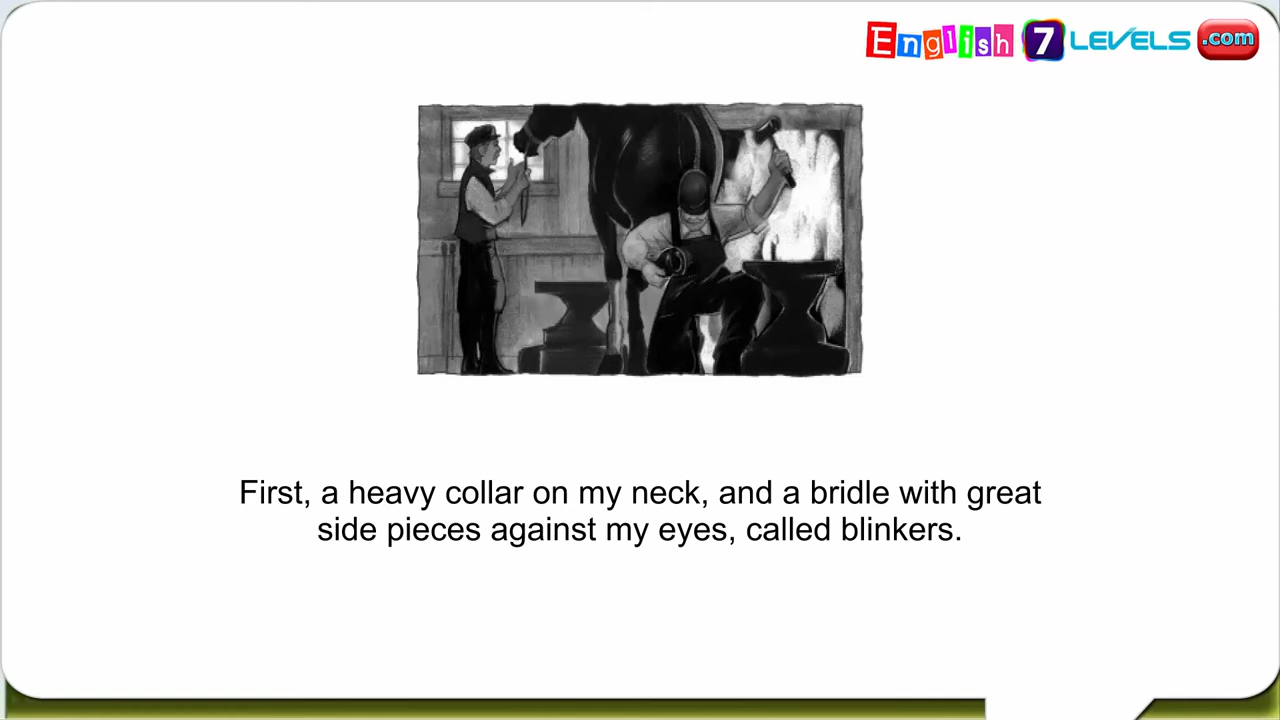 English 7 LEVELS .com
First, a heavy collar on my neck, and a bridle with great
side pieces against my eyes, called blinkers.